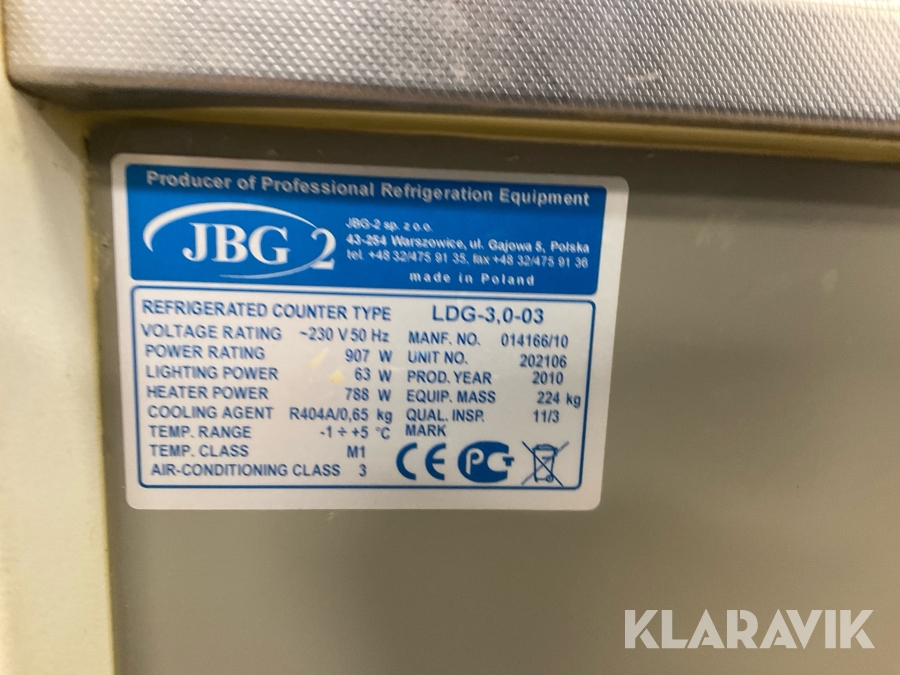 Producer of Professional Refrigeration Equipment
JBG 2
JBG-2 sp. z o.o.
43-254 Warszowice, ul. Gajowa 5, Polska
tel. +48 32/475 91 35, fax +48 32/475 91 36
made in Poland
REFRIGERATED COUNTER TYPE LDG-3,0-03
VOLTAGE RATING ~230 V 50 Hz
POWER RATING 907 W
LIGHTING POWER 63 W
HEATER POWER 788 W
COOLING AGENT R404A/0,65 kg
TEMP. RANGE -1 ÷ +5 °C
TEMP. CLASS M1
AIR-CONDITIONING CLASS 3
MANF. NO. 014166/10
UNIT NO. 202106
PROD. YEAR 2010
EQUIP. MASS 224 kg
QUAL. INSP. 11/3
MARK
CE PCT
KLARAVIK